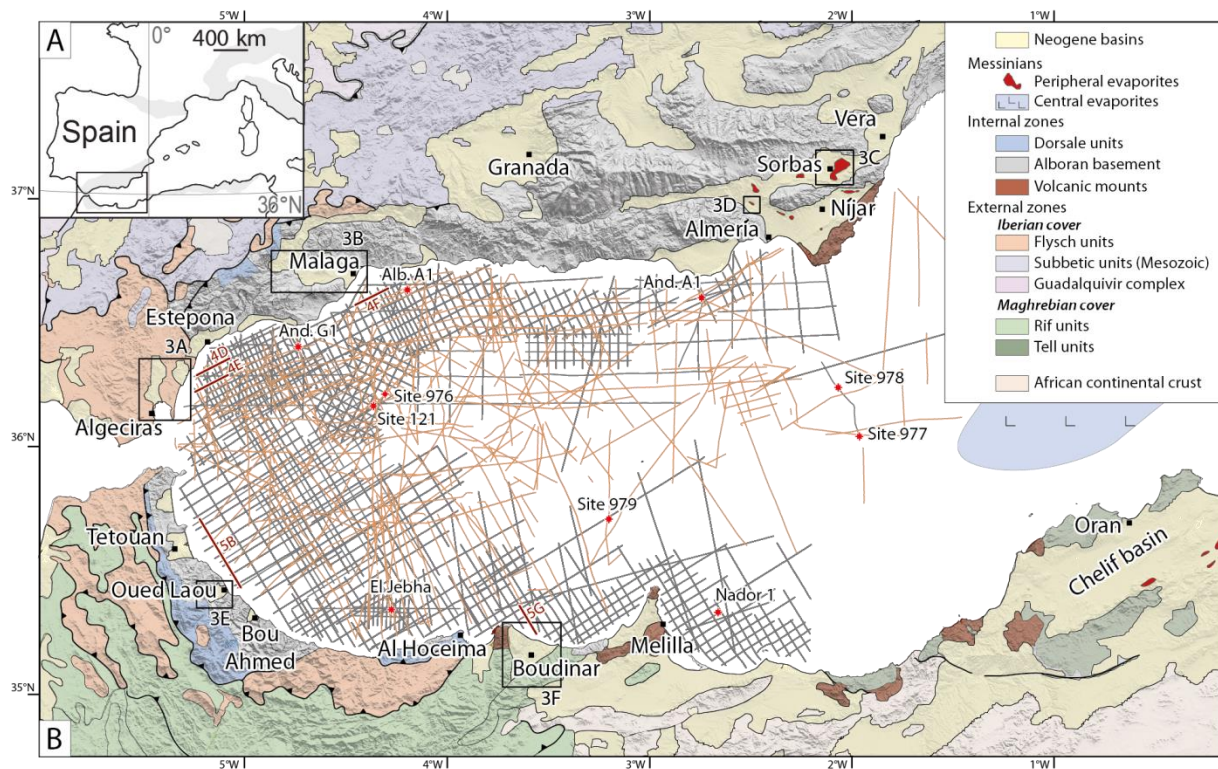 5°W
4°W
3°W
2°W
1°W
A
0°
400 km
Spain
36°N
37°N
36°N
35°N
Neogene basins
Messinians
Peripheral evaporites
Central evaporites
Internal zones
Dorsale units
Alboran basement
Volcanic mounts
External zones
Iberian cover
Flysch units
Subbetic units (Mesozoic)
Guadalquivir complex
Maghrebian cover
Rif units
Tell units
African continental crust
Vera
Granada
Sorbas
3C
3D
Níjar
Almería
3B
Malaga
Alb. A1
4F
And. A1
Estepona
And. G1
3A
4D
4E
Site 976
Site 978
Site 121
Algeciras
Site 977
Site 979
Oran
Tetouan
5B
Chelif basin
El Jebha
Oued Laou
5G
Nador 1
3E
Bou
Ahmed
Al Hoceima
Melilla
Boudinar
3F
B
5°W
4°W
3°W
2°W
1°W